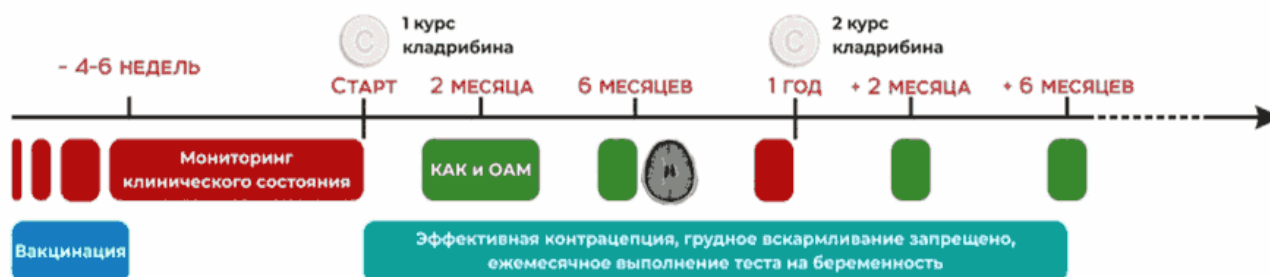 1 курс
кладрибина
2 курс
кладрибина
- 4-6 НЕДЕЛЬ
СТАРТ
2 МЕСЯЦА
6 МЕСЯЦЕВ
1 ГОД
+ 2 МЕСЯЦА
+ 6 МЕСЯЦЕВ
Мониторинг
клинического состояния
КАК и ОАМ
Вакцинация
Эффективная контрацепция, грудное вскармливание запрещено,
ежемесячное выполнение теста на беременность